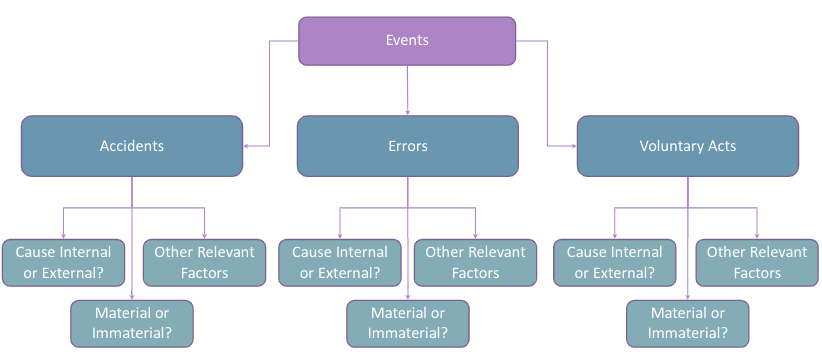 Events
Accidents
Errors
Voluntary Acts
Cause Internal
or External?
Other Relevant
Factors
Material or
Immaterial?
Cause Internal
or External?
Other Relevant
Factors
Material or
Immaterial?
Cause Internal
or External?
Other Relevant
Factors
Material or
Immaterial?